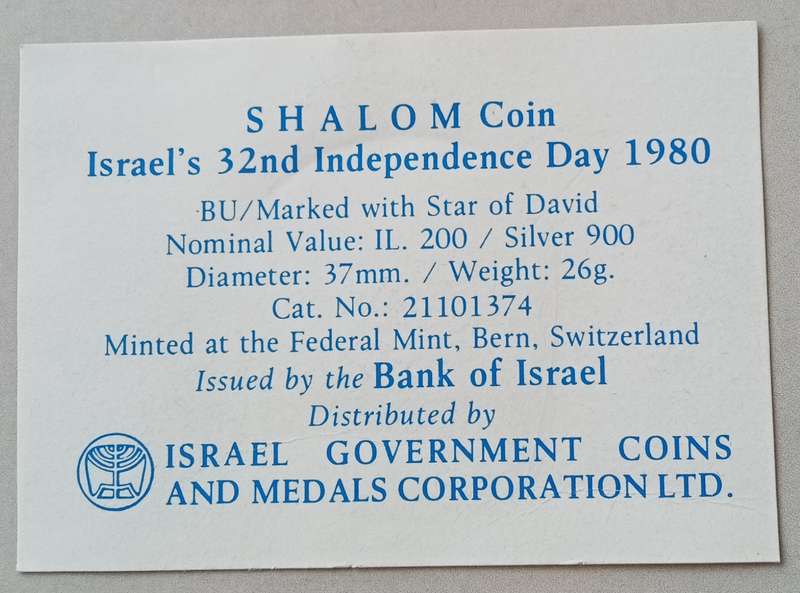 SHALOM Coin
Israel's 32nd Independence Day 1980
BU/Marked with Star of David
Nominal Value: IL. 200 / Silver 900
Diameter: 37mm. / Weight: 26g.
Cat. No.: 21101374
Minted at the Federal Mint, Bern, Switzerland
Issued by the Bank of Israel
Distributed by
ISRAEL GOVERNMENT COINS
AND MEDALS CORPORATION LTD.